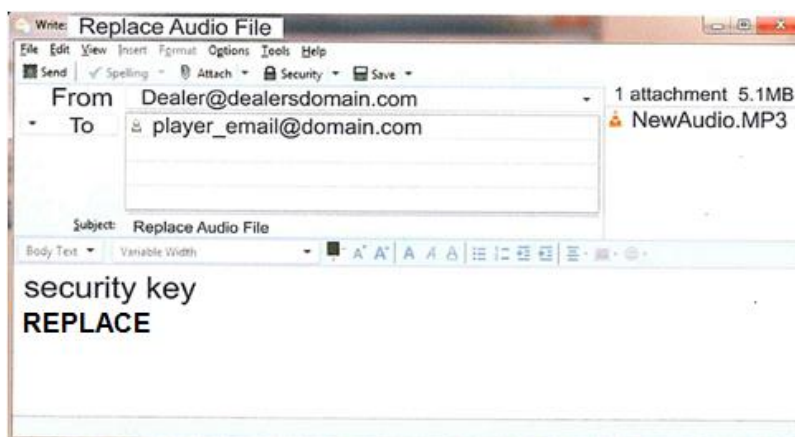 Write: Replace Audio File
File Edit View Insert Format Options Tools Help
Send Spelling Attach Security Save
From Dealer@dealersdomain.com
1 attachment 5.1MB
To player_email@domain.com
NewAudio.MP3
Subject: Replace Audio File
Body Text Variable Width
security key
REPLACE